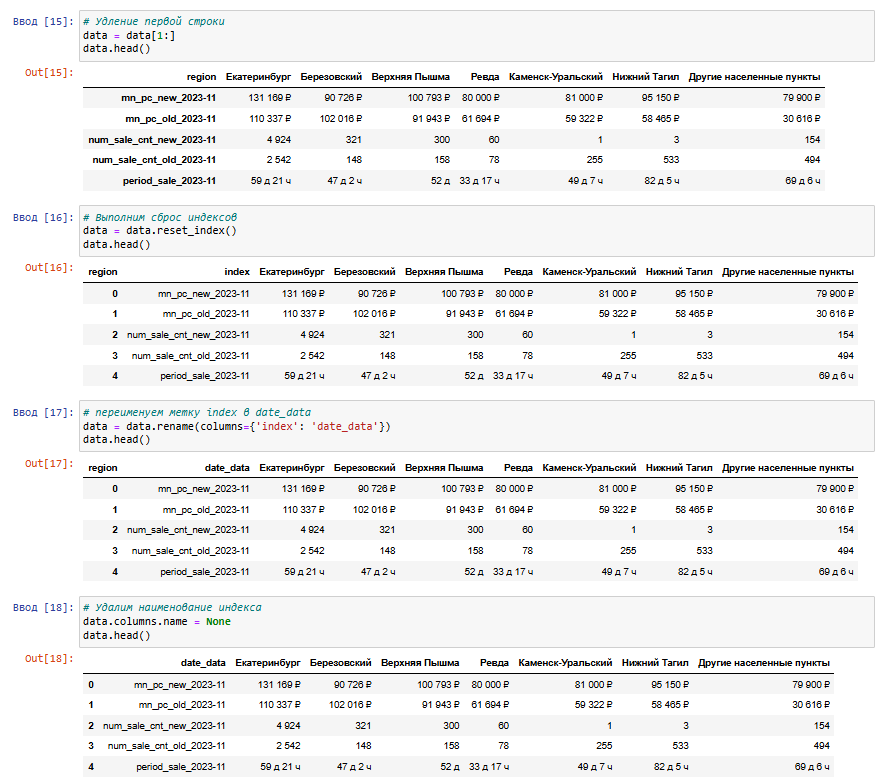 Ввод [15]: # Удление первой строки
data = data[1:]
data.head()
Out[15]:
region Екатеринбург Березовский Верхняя Пышма Ревда Каменск-Уральский Нижний Тагил Другие населенные пункты
mn_pc_new_2023-11 131 169 ₽ 90 726 ₽ 100 793 ₽ 80 000 ₽ 81 000 ₽ 95 150 ₽ 79 900 ₽
mn_pc_old_2023-11 110 337 ₽ 102 016 ₽ 91 943 ₽ 61 694 ₽ 59 322 ₽ 58 465 ₽ 30 616 ₽
num_sale_cnt_new_2023-11 4 924 321 300 60 1 3 154
num_sale_cnt_old_2023-11 2 542 148 158 78 255 533 494
period_sale_2023-11 59 д 21 ч 47 д 2 ч 52 д 33 д 17 ч 49 д 7 ч 82 д 5 ч 69 д 6 ч
Ввод [16]: # Выполним сброс индексов
data = data.reset_index()
data.head()
Out[16]:
region index Екатеринбург Березовский Верхняя Пышма Ревда Каменск-Уральский Нижний Тагил Другие населенные пункты
0 mn_pc_new_2023-11 131 169 ₽ 90 726 ₽ 100 793 ₽ 80 000 ₽ 81 000 ₽ 95 150 ₽ 79 900 ₽
1 mn_pc_old_2023-11 110 337 ₽ 102 016 ₽ 91 943 ₽ 61 694 ₽ 59 322 ₽ 58 465 ₽ 30 616 ₽
2 num_sale_cnt_new_2023-11 4 924 321 300 60 1 3 154
3 num_sale_cnt_old_2023-11 2 542 148 158 78 255 533 494
4 period_sale_2023-11 59 д 21 ч 47 д 2 ч 52 д 33 д 17 ч 49 д 7 ч 82 д 5 ч 69 д 6 ч
Ввод [17]: # переименуем метку index в date_data
data = data.rename(columns={'index': 'date_data'})
data.head()
Out[17]:
region date_data Екатеринбург Березовский Верхняя Пышма Ревда Каменск-Уральский Нижний Тагил Другие населенные пункты
0 mn_pc_new_2023-11 131 169 ₽ 90 726 ₽ 100 793 ₽ 80 000 ₽ 81 000 ₽ 95 150 ₽ 79 900 ₽
1 mn_pc_old_2023-11 110 337 ₽ 102 016 ₽ 91 943 ₽ 61 694 ₽ 59 322 ₽ 58 465 ₽ 30 616 ₽
2 num_sale_cnt_new_2023-11 4 924 321 300 60 1 3 154
3 num_sale_cnt_old_2023-11 2 542 148 158 78 255 533 494
4 period_sale_2023-11 59 д 21 ч 47 д 2 ч 52 д 33 д 17 ч 49 д 7 ч 82 д 5 ч 69 д 6 ч
Ввод [18]: # Удалим наименование индекса
data.columns.name = None
data.head()
Out[18]:
date_data Екатеринбург Березовский Верхняя Пышма Ревда Каменск-Уральский Нижний Тагил Другие населенные пункты
0 mn_pc_new_2023-11 131 169 ₽ 90 726 ₽ 100 793 ₽ 80 000 ₽ 81 000 ₽ 95 150 ₽ 79 900 ₽
1 mn_pc_old_2023-11 110 337 ₽ 102 016 ₽ 91 943 ₽ 61 694 ₽ 59 322 ₽ 58 465 ₽ 30 616 ₽
2 num_sale_cnt_new_2023-11 4 924 321 300 60 1 3 154
3 num_sale_cnt_old_2023-11 2 542 148 158 78 255 533 494
4 period_sale_2023-11 59 д 21 ч 47 д 2 ч 52 д 33 д 17 ч 49 д 7 ч 82 д 5 ч 69 д 6 ч